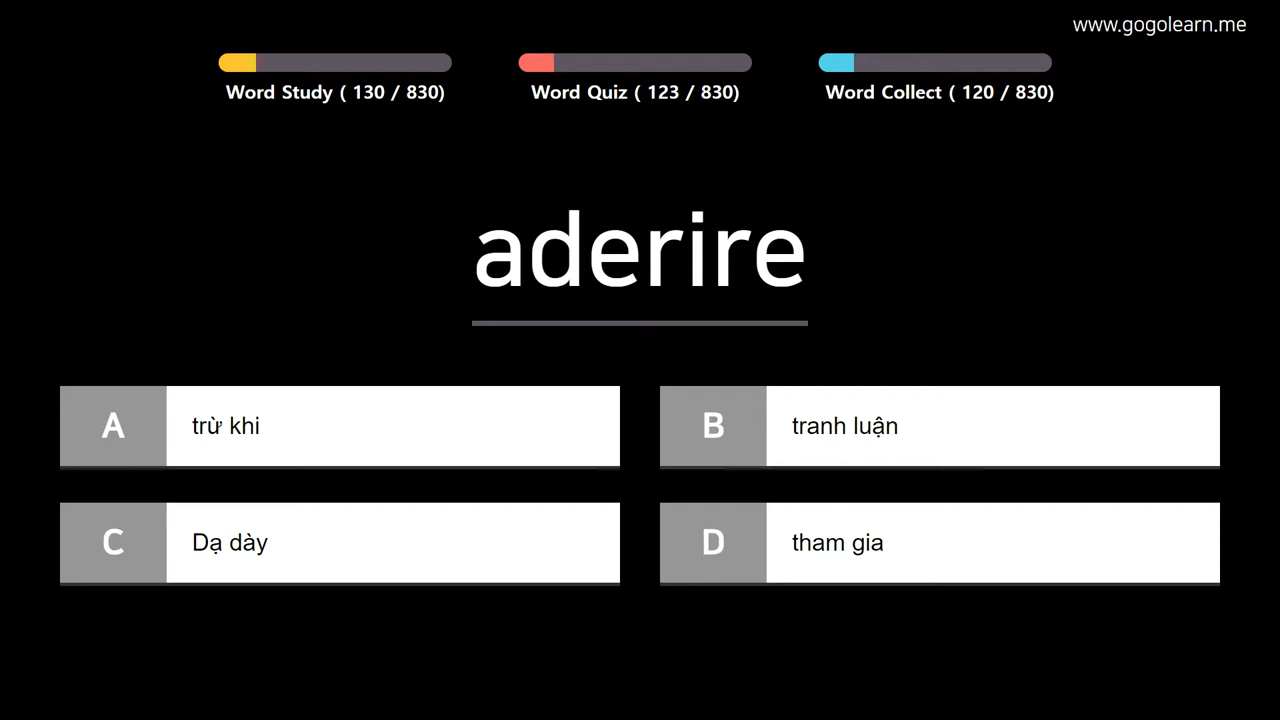 www.gogolearn.me
Word Study ( 130 / 830)
Word Quiz ( 123 / 830)
Word Collect ( 120 / 830)
aderire
A
trừ khi
B
tranh luận
C
Dạ dày
D
tham gia